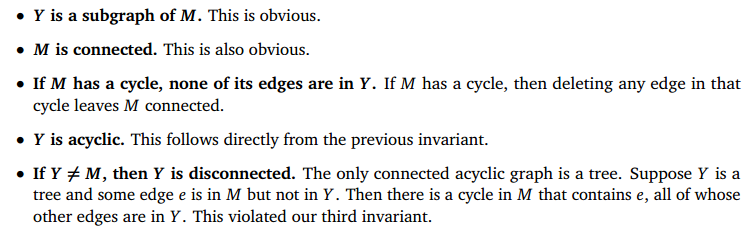 • Y is a subgraph of M. This is obvious.
• M is connected. This is also obvious.
• If M has a cycle, none of its edges are in Y. If M has a cycle, then deleting any edge in that
cycle leaves M connected.
• Y is acyclic. This follows directly from the previous invariant.
• If Y ≠ M, then Y is disconnected. The only connected acyclic graph is a tree. Suppose Y is a
tree and some edge e is in M but not in Y. Then there is a cycle in M that contains e, all of whose
other edges are in Y. This violated our third invariant.